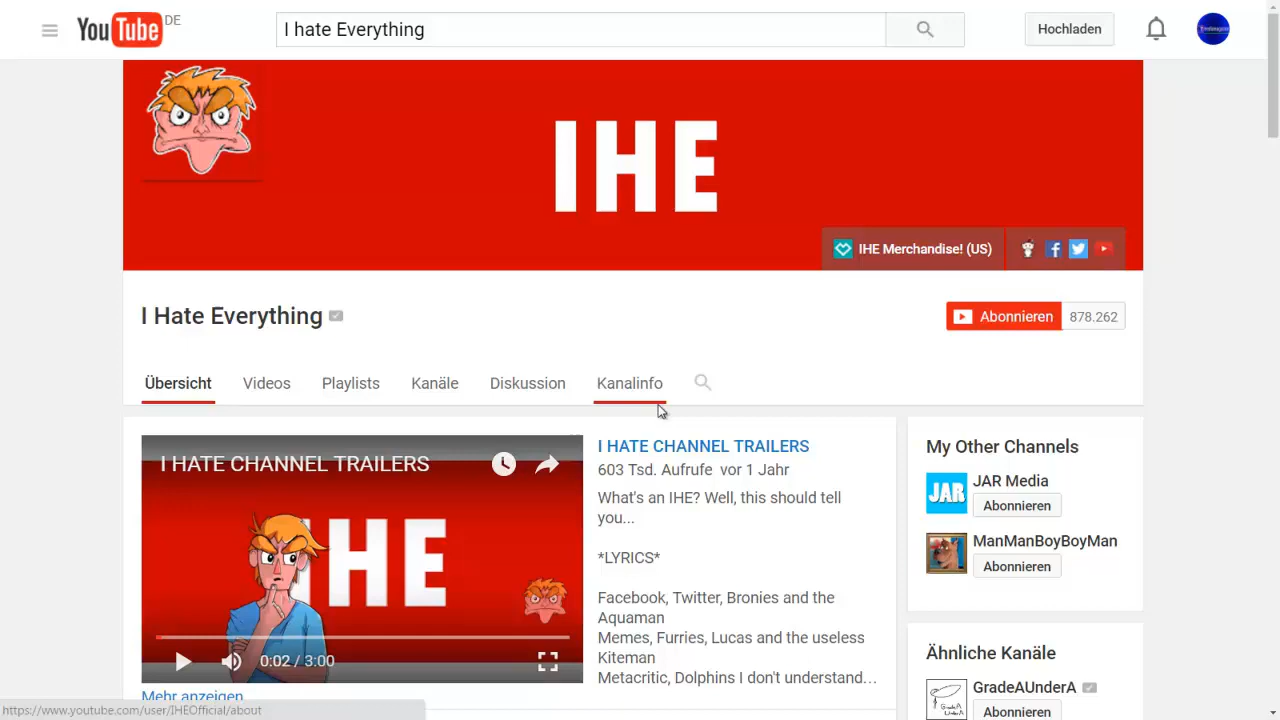 YouTube DE
I hate Everything
Hochladen
IHE
IHE Merchandise! (US)
I Hate Everything
Abonnieren 878.262
Übersicht Videos Playlists Kanäle Diskussion Kanalinfo
I HATE CHANNEL TRAILERS
IHE
0:02 / 3:00
Mehr anzeigen
I HATE CHANNEL TRAILERS
603 Tsd. Aufrufe vor 1 Jahr
What's an IHE? Well, this should tell
you...
*LYRICS*
Facebook, Twitter, Bronies and the
Aquaman
Memes, Furries, Lucas and the useless
Kiteman
Metacritic, Dolphins I don't understand…
My Other Channels
JAR
JAR Media
Abonnieren
ManManBoyBoyMan
Abonnieren
Ähnliche Kanäle
GradeAUnderA
Abonnieren
https://www.youtube.com/user/IHEOfficial/about